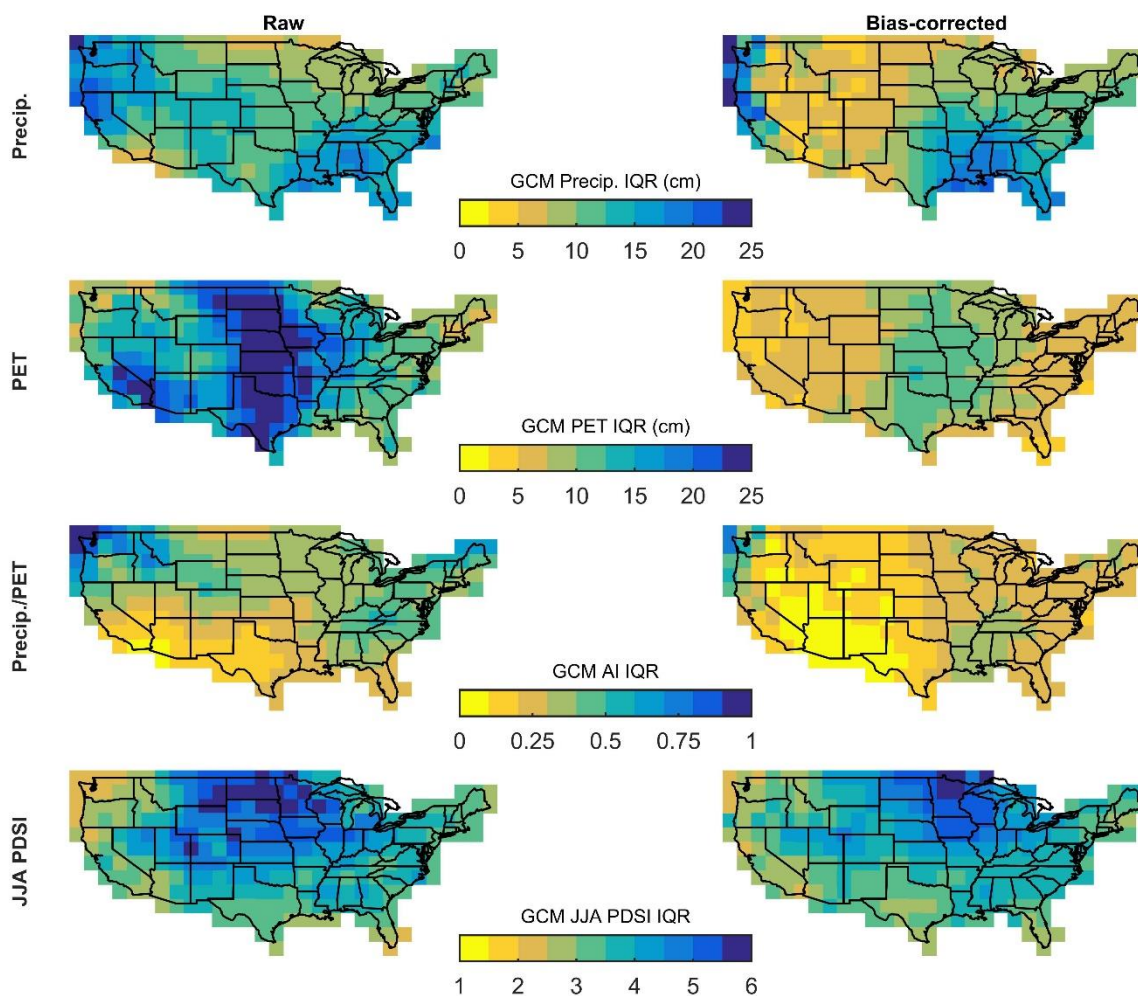 Raw Bias-corrected
Precip.
GCM Precip. IQR (cm)
0 5 10 15 20 25
PET
GCM PET IQR (cm)
0 5 10 15 20 25
Precip./PET
GCM AI IQR
0 0.25 0.5 0.75 1
JJA PDSI
GCM JJA PDSI IQR
1 2 3 4 5 6